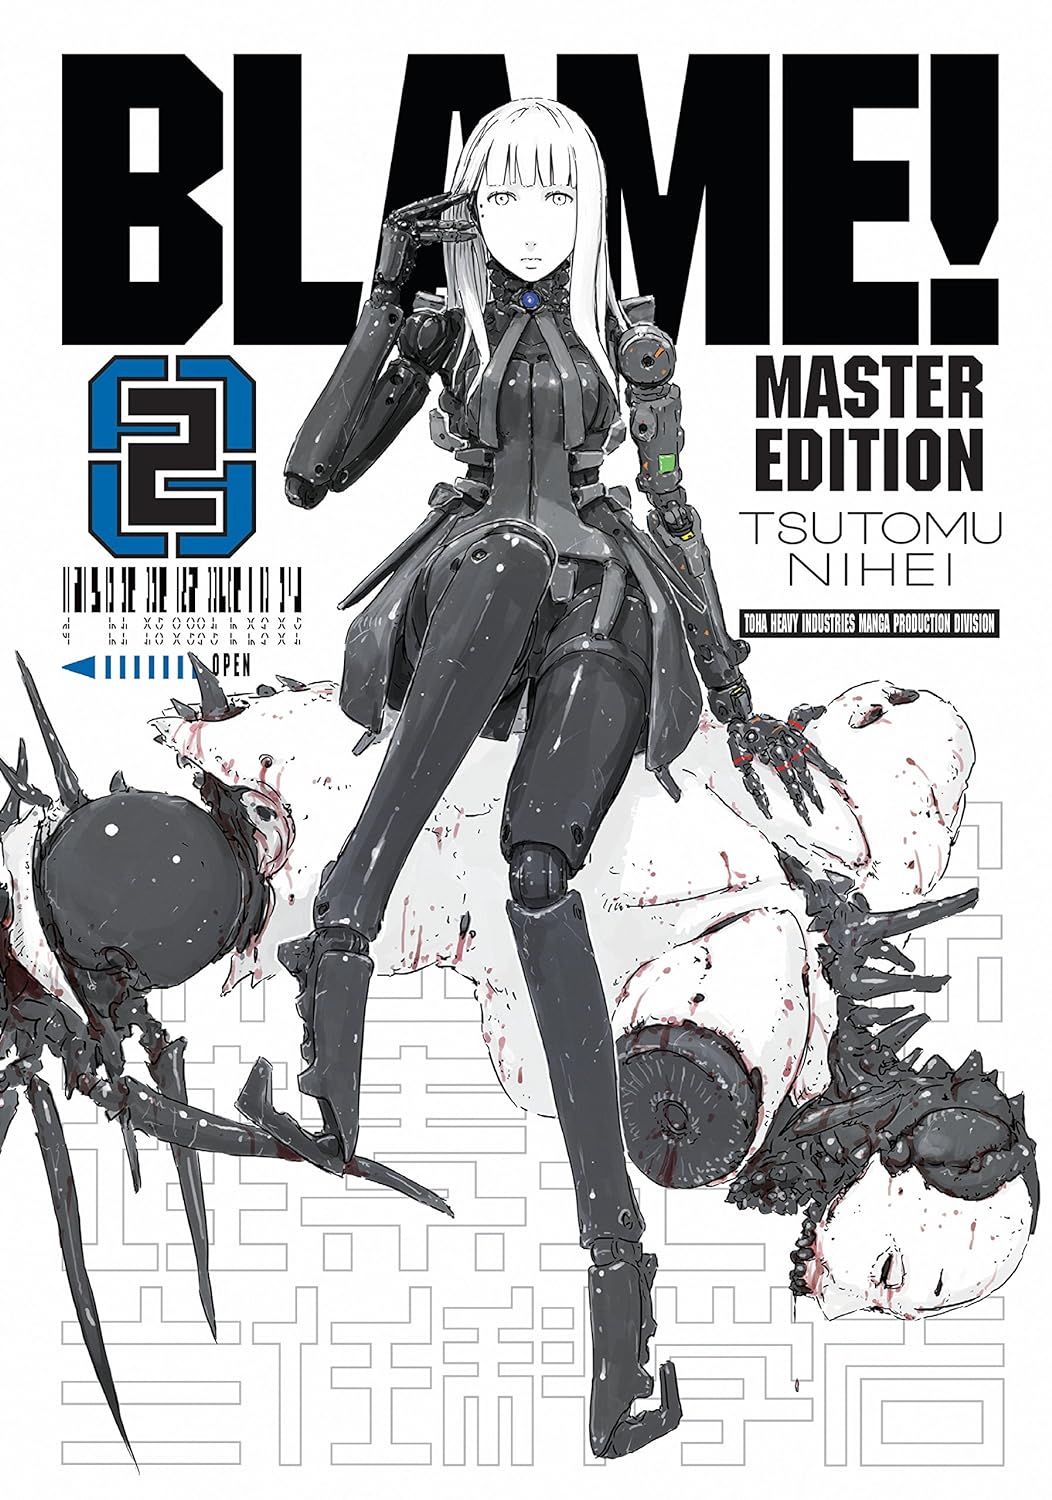 BLAME!
2
MASTER
EDITION
TSUTOMU
NIHEI
TOHA HEAVY INDUSTRIES MANGA PRODUCTION DIVISION
OPEN